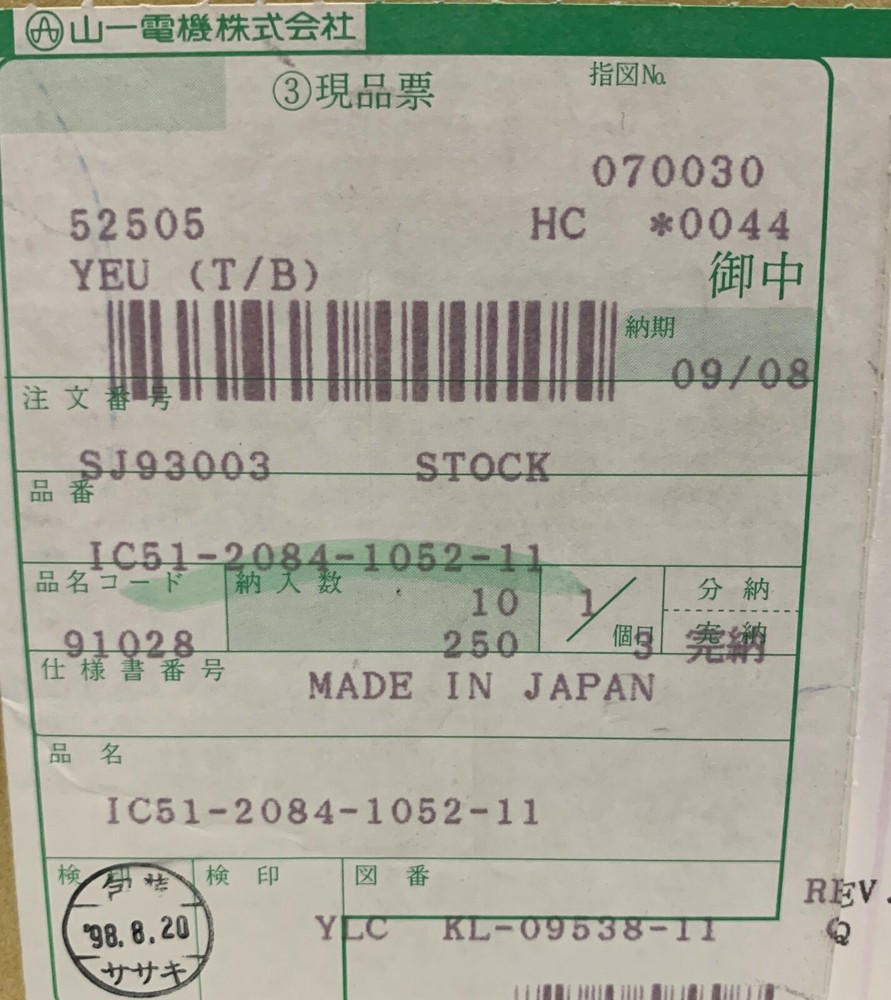 山一電機株式会社
③現品票
指図No.
070030
52505 HC *0044
YEU (T/B) 御中
納期
09/08
注文番号
SJ93003 STOCK
品番
IC51-2084-1052-11
品名コード 納入数 分納
10 1/
個口 完納
91028 250 3 完納
仕様書番号
MADE IN JAPAN
品名
IC51-2084-1052-11
検印 検印 図番
REV.
'98.8.20
YLC KL-09538-11 Q
ササキ